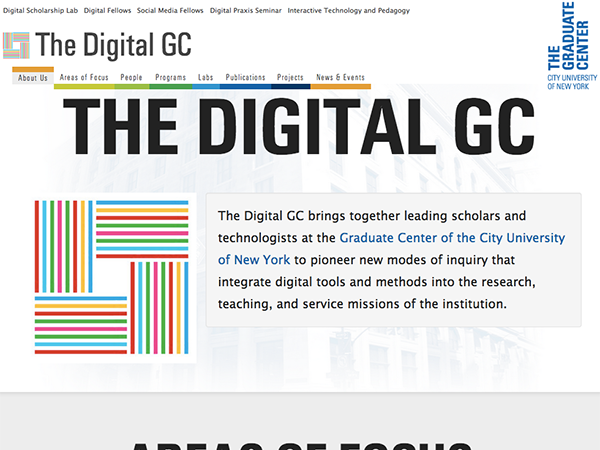 Digital Scholarship Lab Digital Fellows Social Media Fellows Digital Praxis Seminar Interactive Technology and Pedagogy
THE GRADUATE CENTER
CITY UNIVERSITY
OF NEW YORK
The Digital GC
About Us Areas of Focus People Programs Labs Publications Projects News & Events
THE DIGITAL GC
The Digital GC brings together leading scholars and
technologists at the Graduate Center of the City University
of New York to pioneer new modes of inquiry that
integrate digital tools and methods into the research,
teaching, and service missions of the institution.
AREAS OF FOCUS